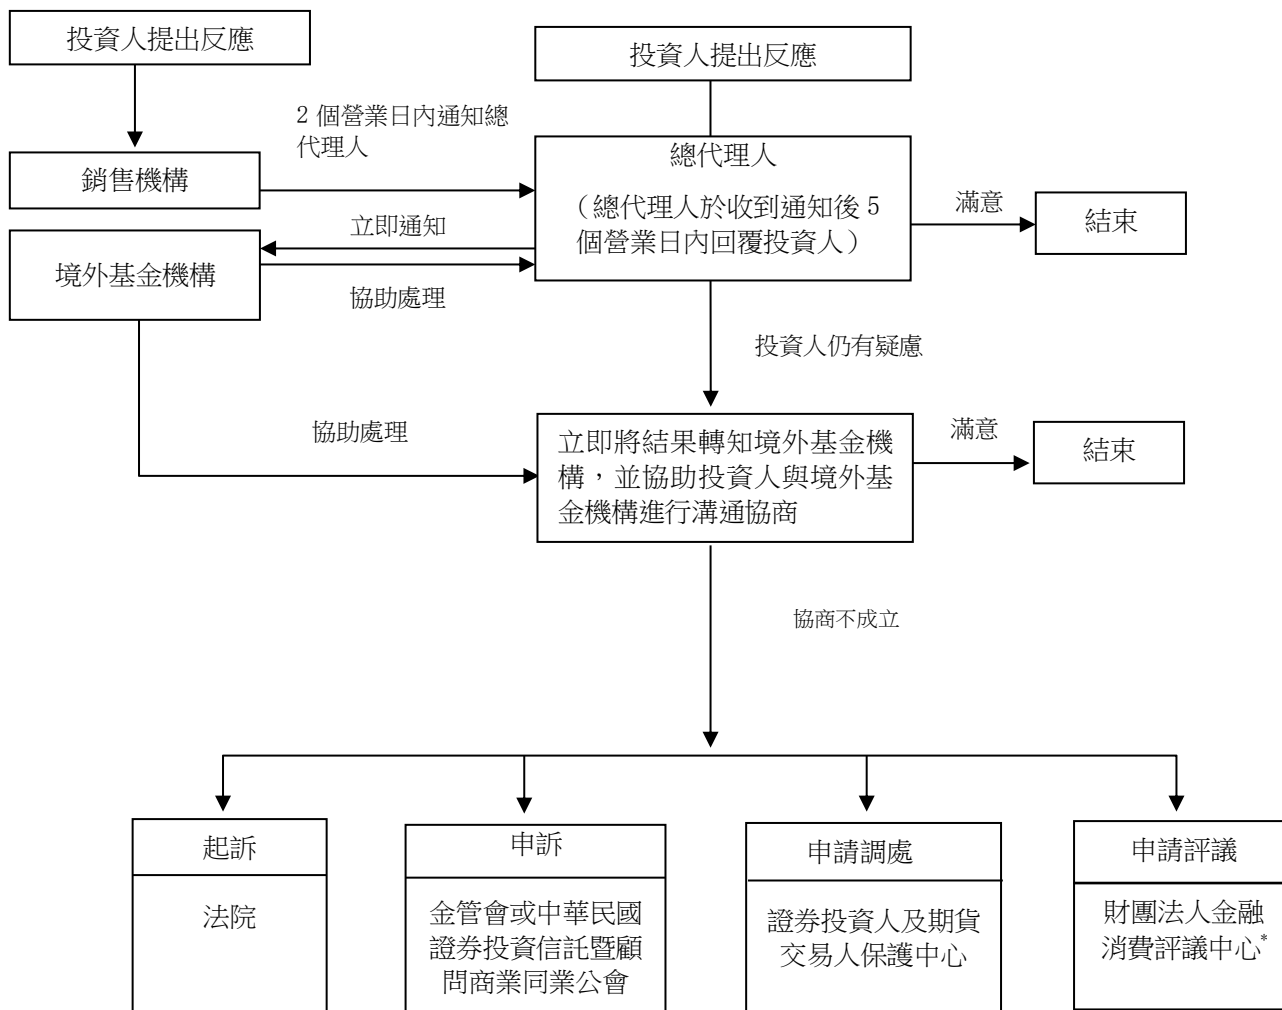 投資人提出反應
投資人提出反應
2 個營業日內通知總
代理人
銷售機構
總代理人
（總代理人於收到通知後 5
個營業日內回覆投資人）
滿意
結束
立即通知
境外基金機構
協助處理
投資人仍有疑慮
協助處理
立即將結果轉知境外基金機
構，並協助投資人與境外基
金機構進行溝通協商
滿意
結束
協商不成立
起訴
法院
申訴
金管會或中華民國
證券投資信託暨顧
問商業同業公會
申請調處
證券投資人及期貨
交易人保護中心
申請評議
財團法人金融
消費評議中心*